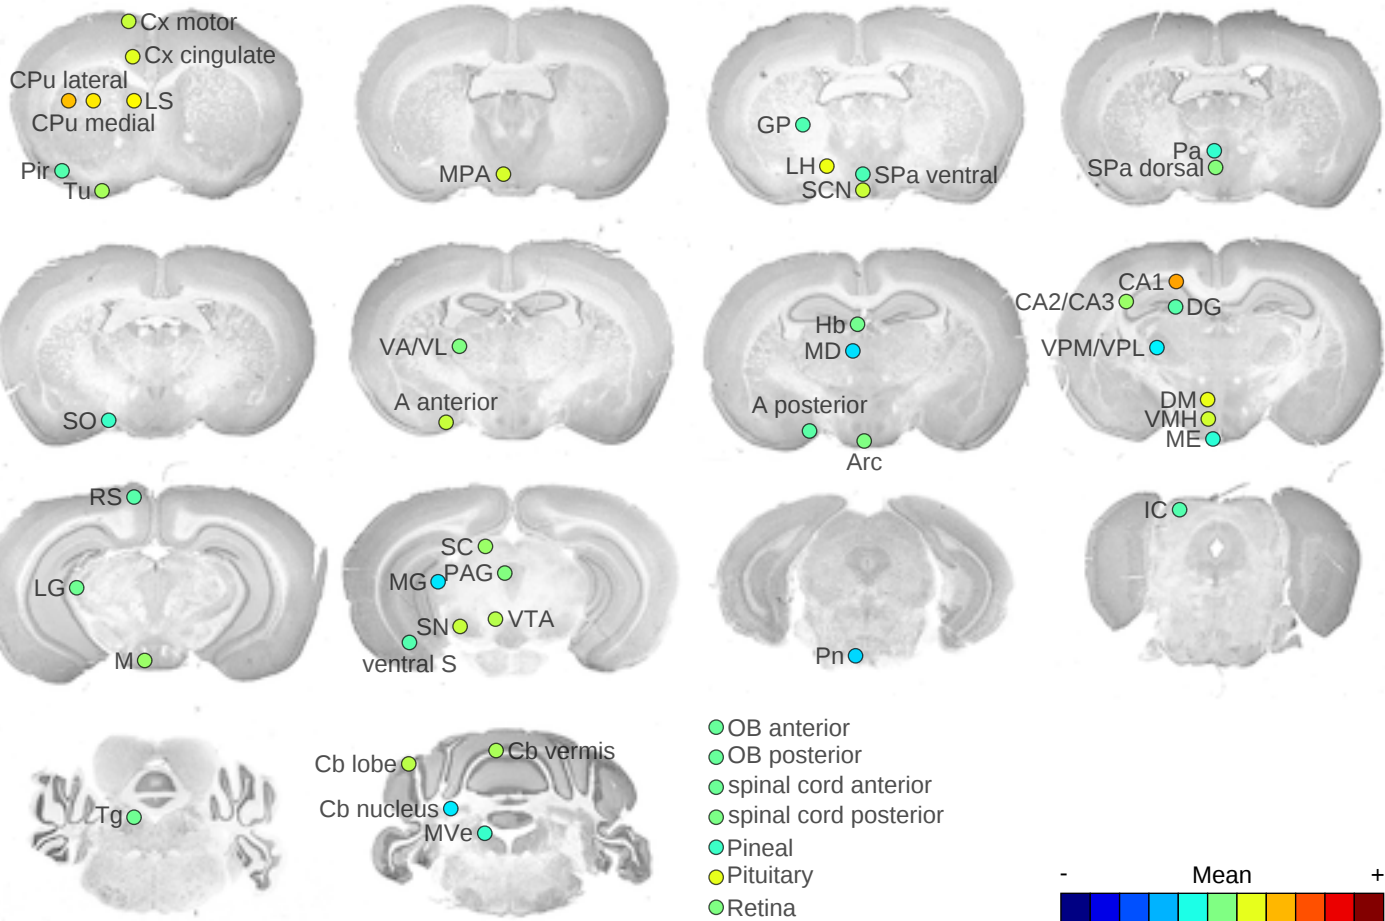 Cx motor
Cx cingulate
CPu lateral
LS
CPu medial
Pir
Tu
MPA
GP
LH
SPa ventral
SCN
Pa
SPa dorsal
SO
VA/VL
A anterior
Hb
MD
A posterior
Arc
CA1
CA2/CA3
DG
VPM/VPL
DM
VMH
ME
RS
LG
M
SC
MG
PAG
SN
VTA
ventral S
Pn
IC
Tg
Cb lobe
Cb vermis
Cb nucleus
MVe
OB anterior
OB posterior
spinal cord anterior
spinal cord posterior
Pineal
Pituitary
Retina
- Mean +